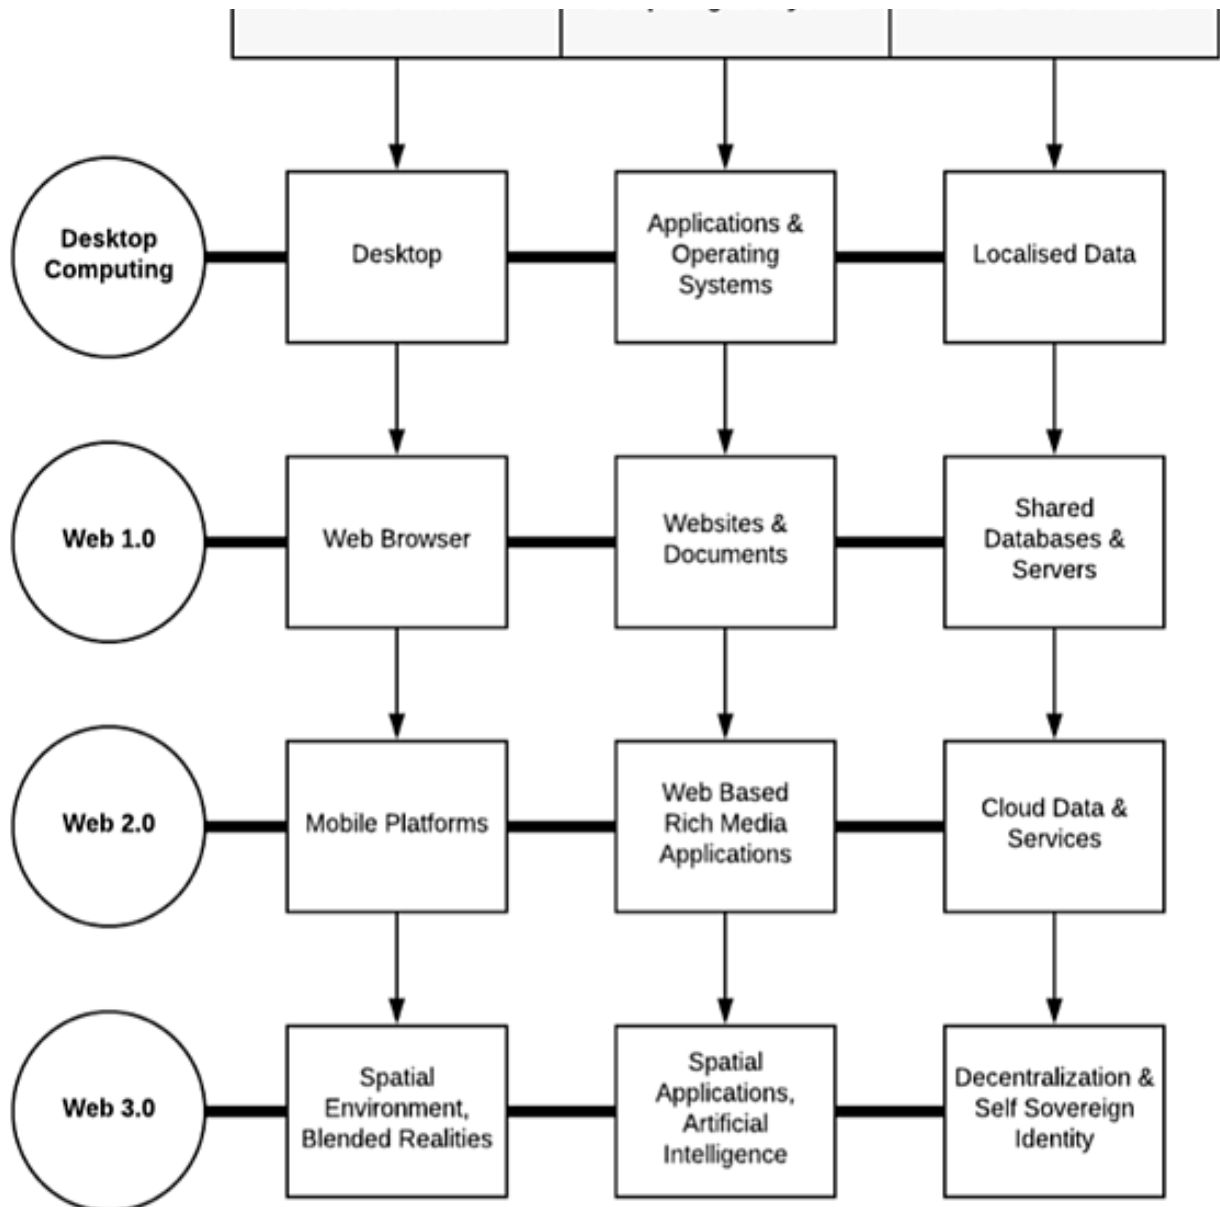 Desktop
Computing
Desktop
Applications &
Operating
Systems
Localised Data
Web 1.0
Web Browser
Websites &
Documents
Shared
Databases &
Servers
Web 2.0
Mobile Platforms
Web Based
Rich Media
Applications
Cloud Data &
Services
Web 3.0
Spatial
Environment,
Blended Realities
Spatial
Applications,
Artificial
Intelligence
Decentralization &
Self Sovereign
Identity